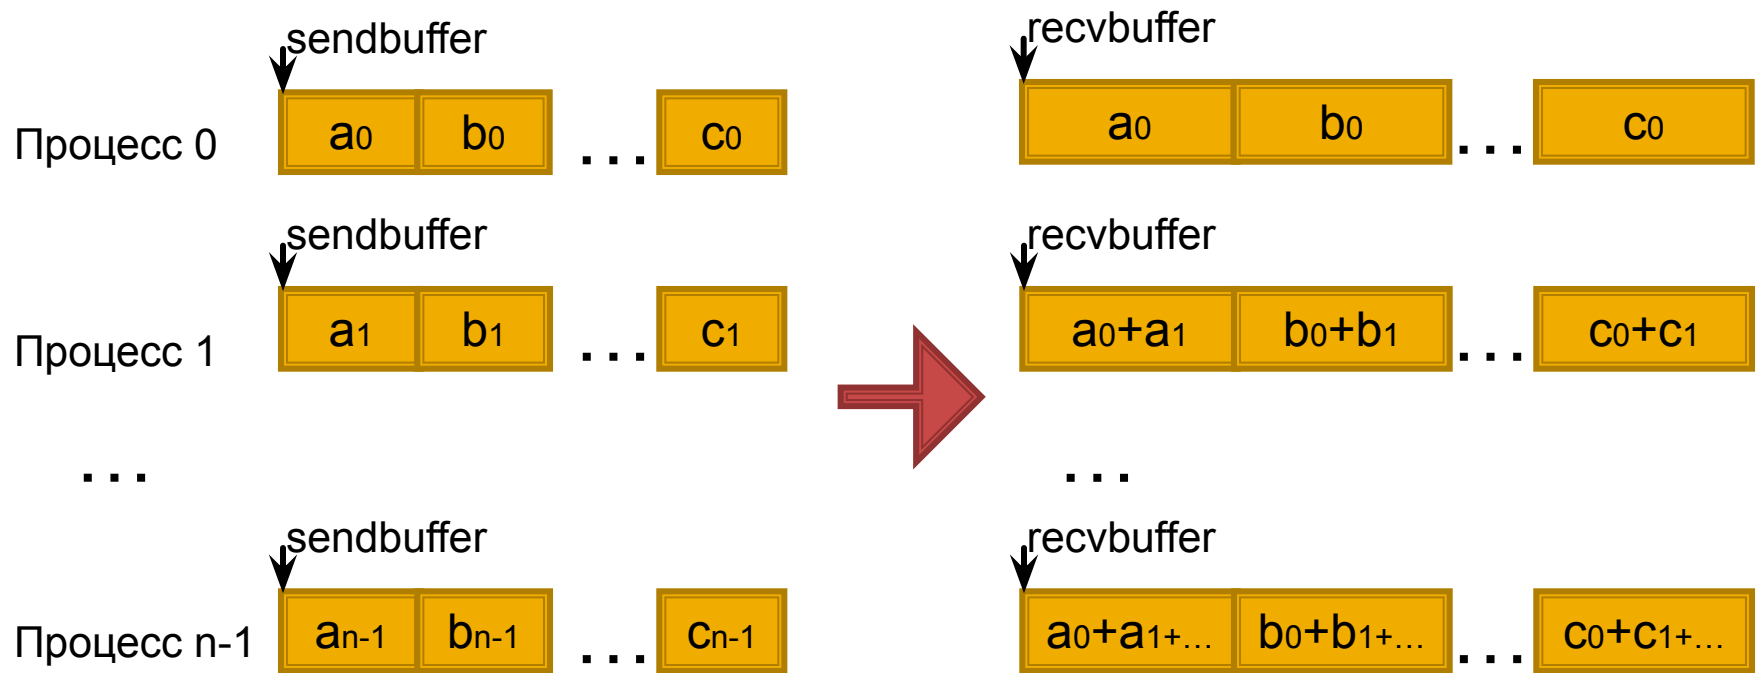 sendbuffer recvbuffer
Процесс 0 a0 b0 ... c0 a0 b0 ... c0
sendbuffer recvbuffer
Процесс 1 a1 b1 ... c1 a0+a1 b0+b1 ... c0+c1
... ...
sendbuffer recvbuffer
Процесс n-1 an-1 bn-1 ... cn-1 a0+a1+... b0+b1+... ... c0+c1+...